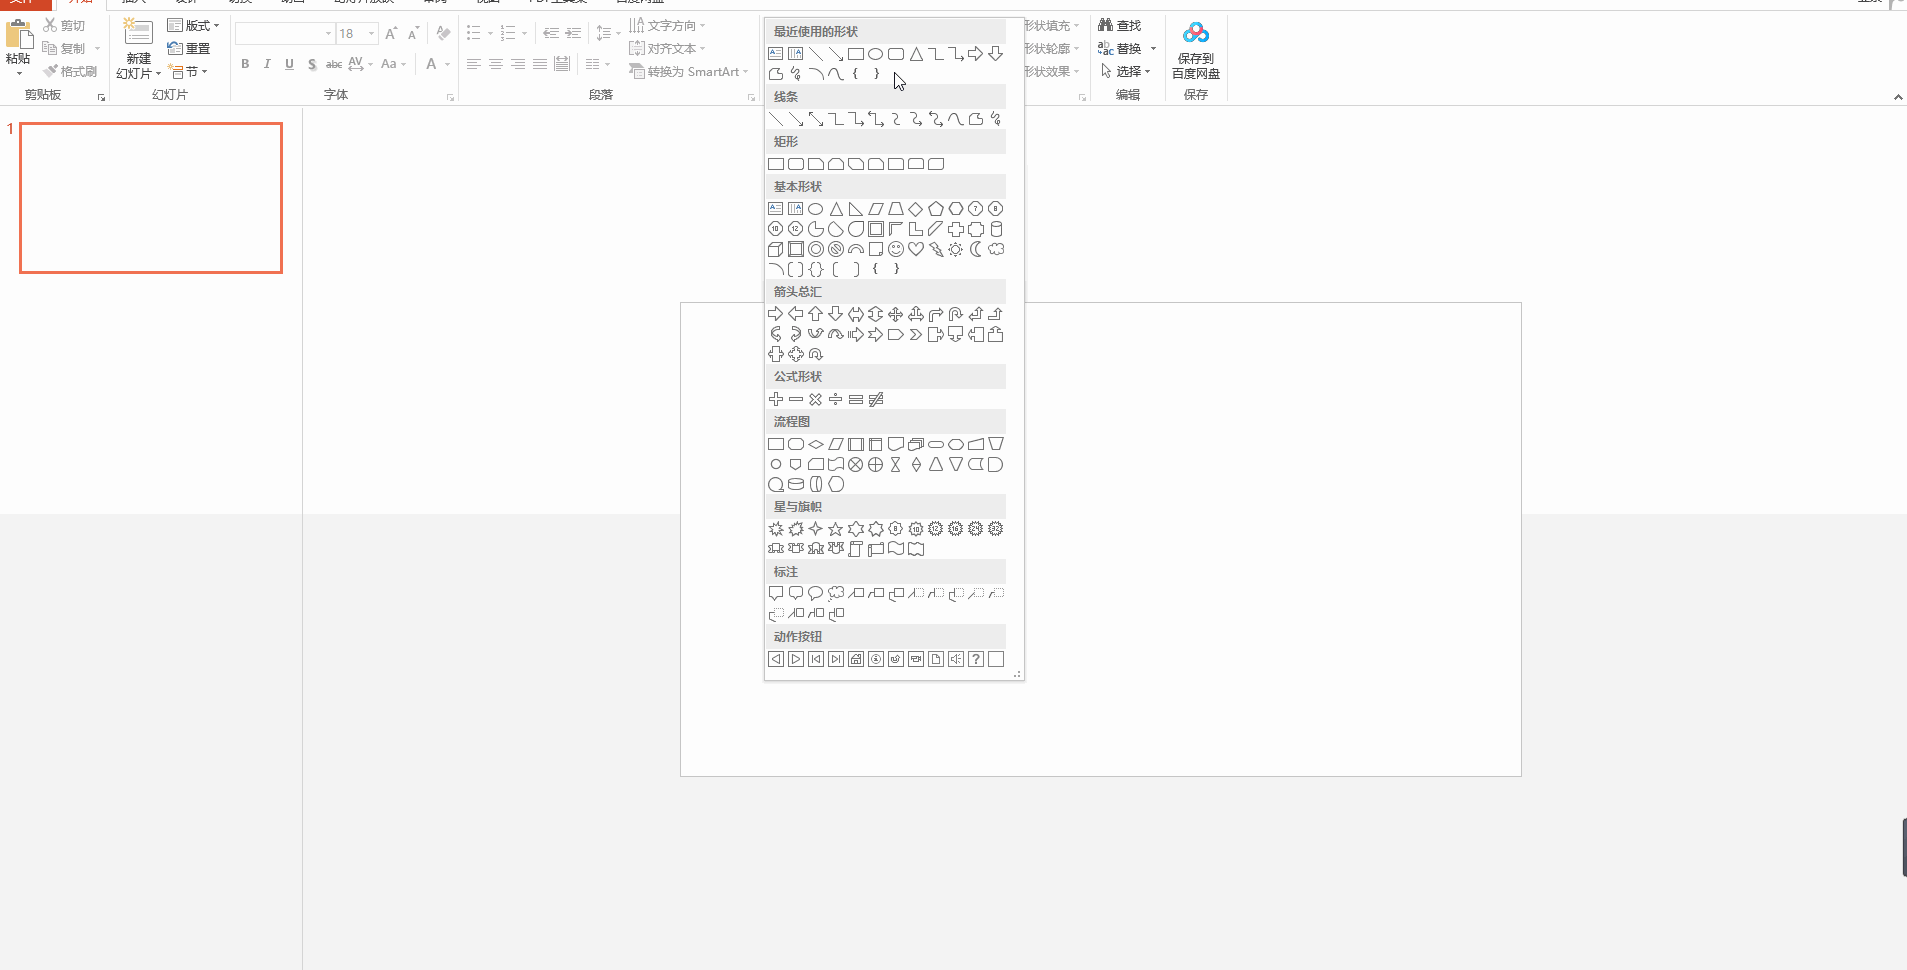 剪切
复制
格式刷
粘贴
剪贴板
新建
幻灯片
版式
重置
节
幻灯片
18
B I U S abc AV Aa A
字体
文字方向
对齐文本
转换为 SmartArt
段落
形状填充
形状轮廓
形状效果
查找
替换
选择
编辑
保存到
百度网盘
保存
1
最近使用的形状
线条
矩形
基本形状
箭头总汇
公式形状
流程图
星与旗帜
标注
动作按钮